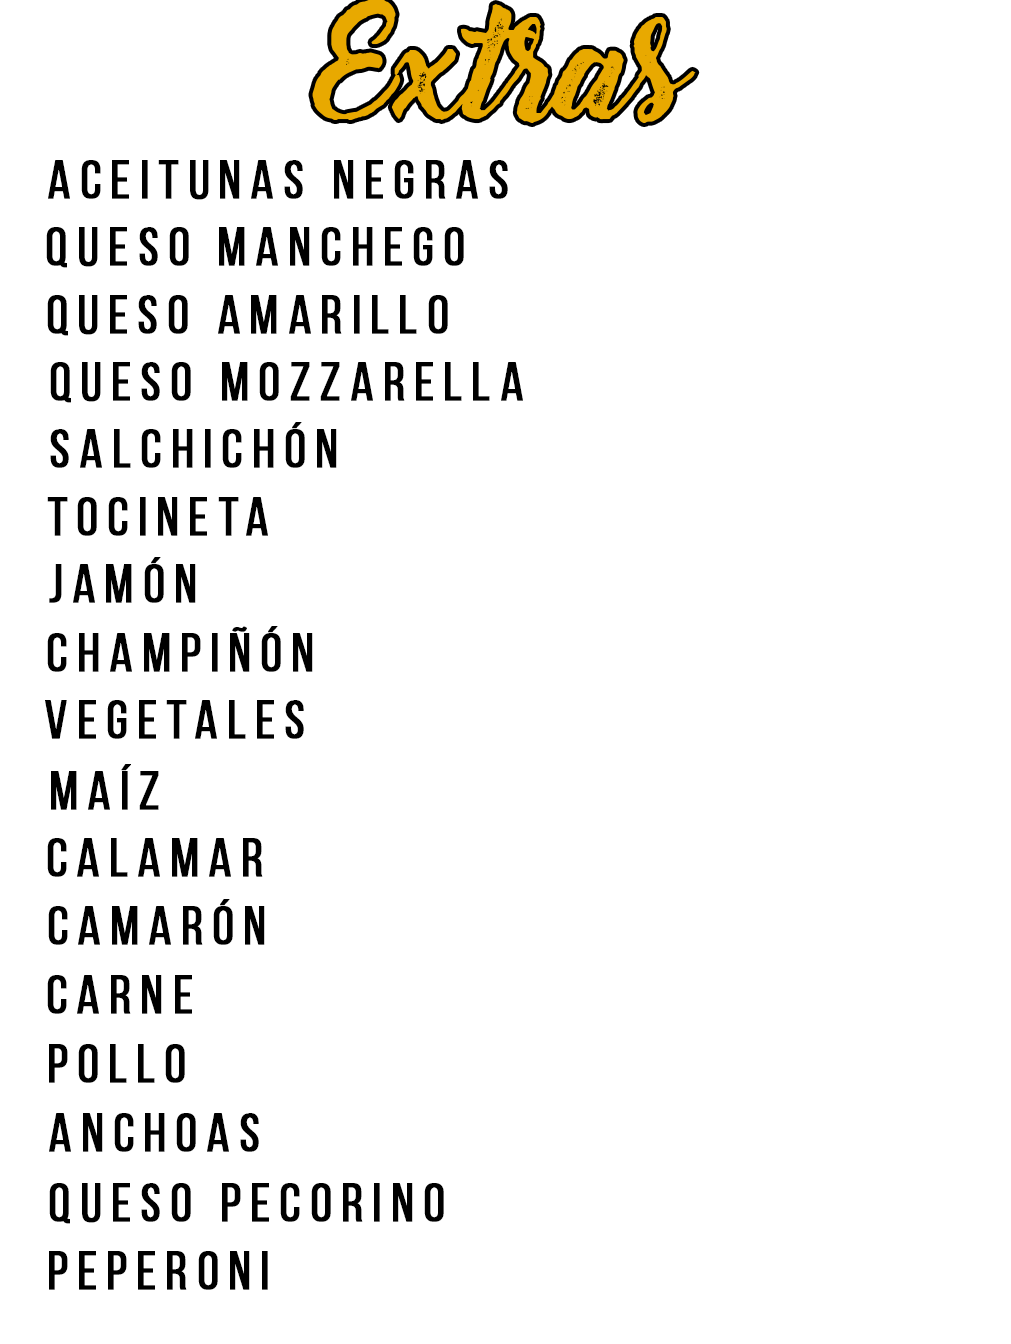 Extras
ACEITUNAS NEGRAS
QUESO MANCHEGO
QUESO AMARILLO
QUESO MOZZARELLA
SALCHICHÓN
TOCINETA
JAMÓN
CHAMPIÑÓN
VEGETALES
MAÍZ
CALAMAR
CAMARÓN
CARNE
POLLO
ANCHOAS
QUESO PECORINO
PEPERONI